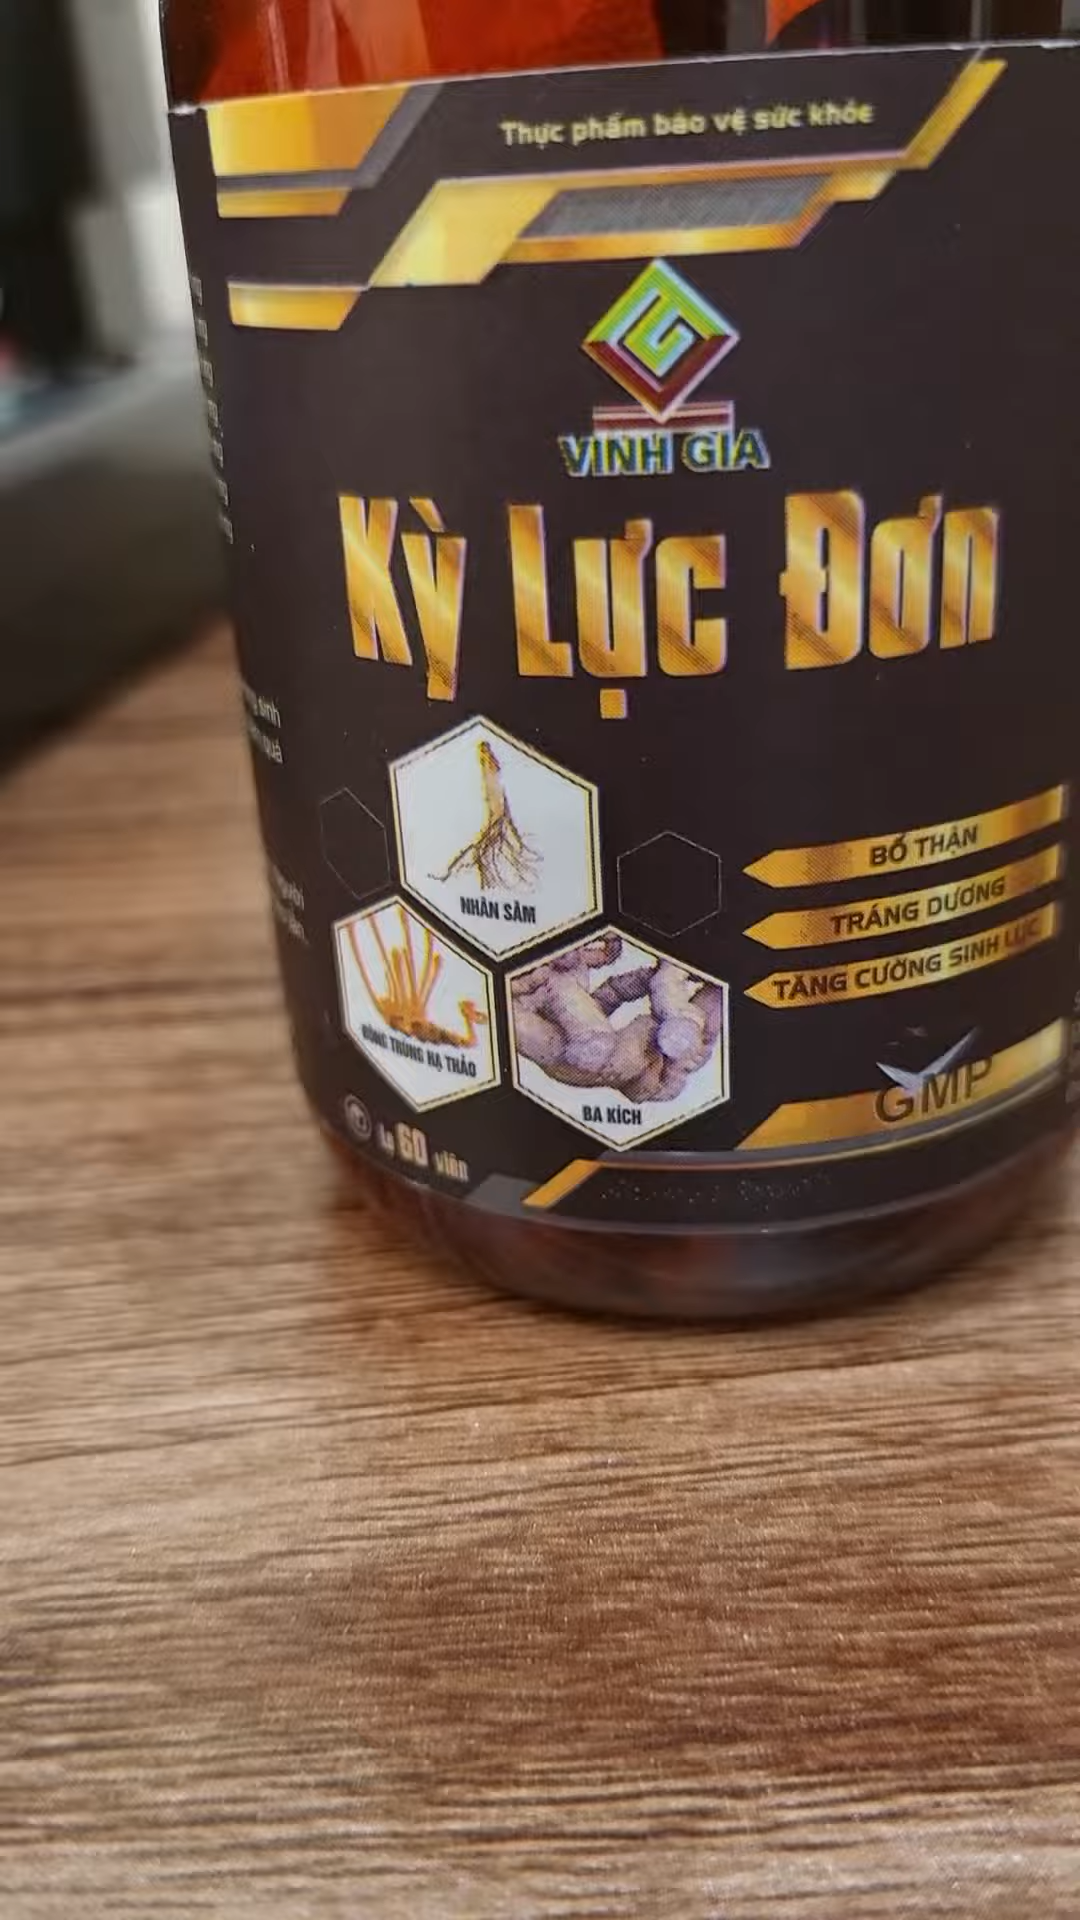 Thực phẩm bảo vệ sức khỏe
VINH GIA
Kỳ Lực Đơn
NHÂN SÂM
ĐÔNG TRÙNG HẠ THẢO
BA KÍCH
BỔ THẬN
TRÁNG DƯƠNG
TĂNG CƯỜNG SINH LỰC
GMP
Lọ 60 viên